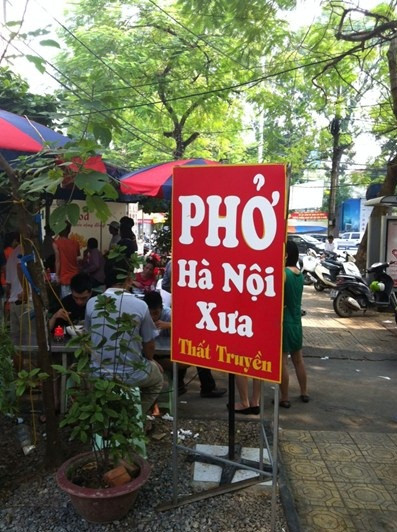 PHỞ
Hà Nội
Xưa
Thất Truyền